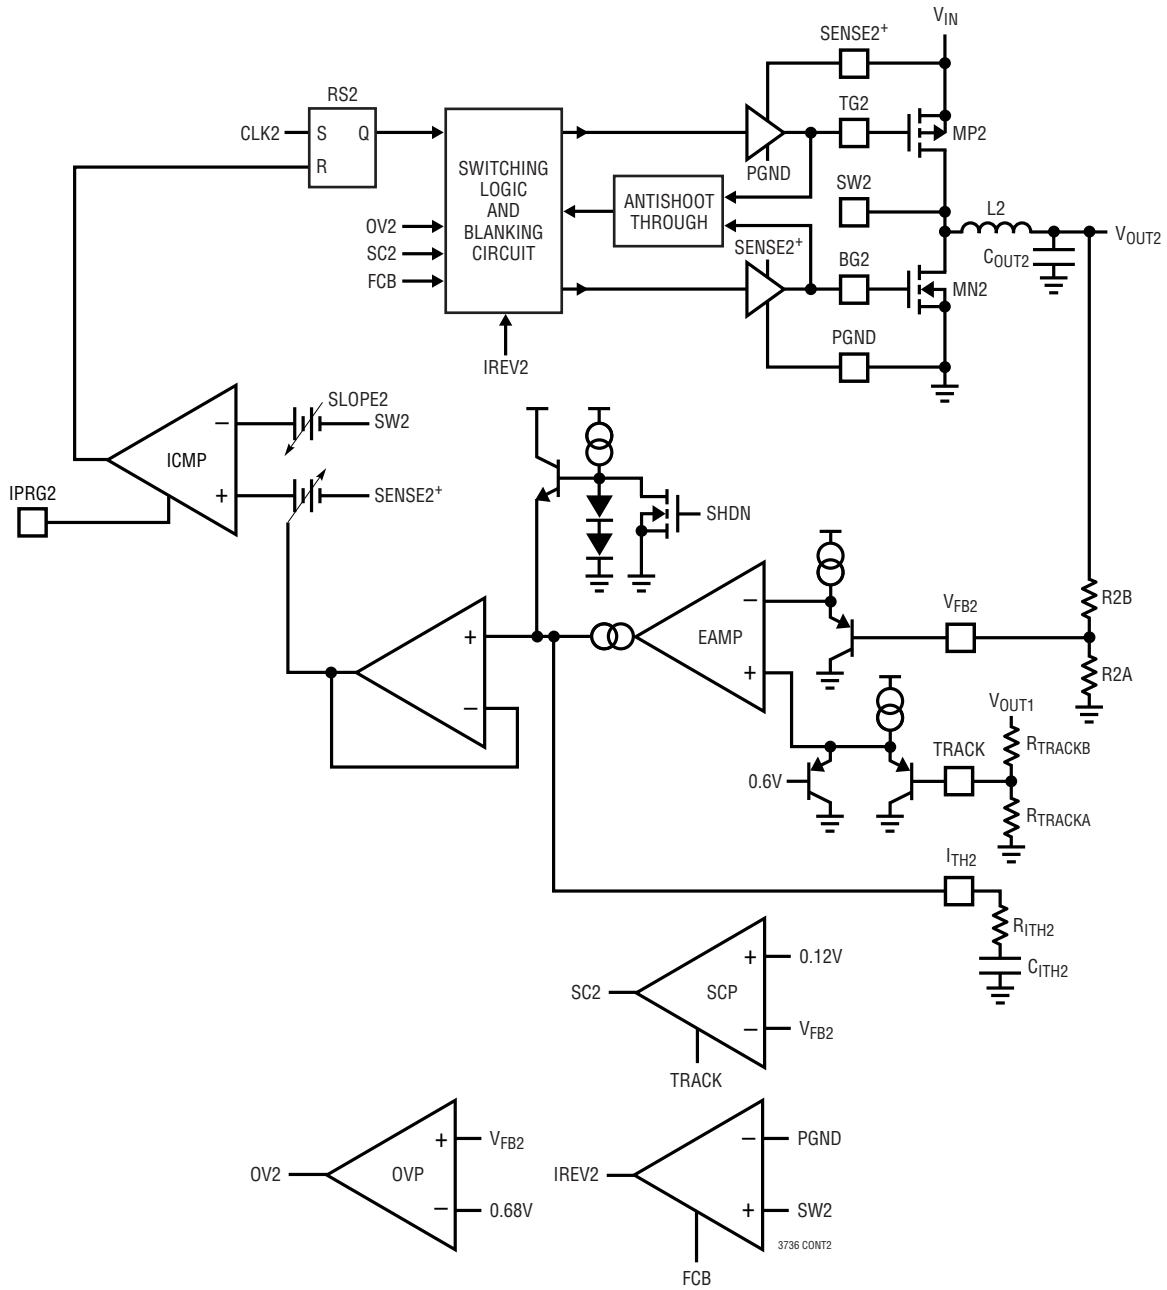 VIN
SENSE2+
RS2
TG2
CLK2
S
Q
MP2
R
PGND
SWITCHING
LOGIC
AND
BLANKING
CIRCUIT
ANTISHOOT
THROUGH
SW2
L2
VOUT2
OV2
SC2
FCB
SENSE2+
BG2
COUT2
MN2
PGND
IREV2
SLOPE2
−
SW2
ICMP
IPRG2
+
SENSE2+
SHDN
−
VFB2
R2B
+
EAMP
+
R2A
−
VOUT1
TRACK
RTRACKB
0.6V
RTRACKA
ITH2
RITH2
CITH2
+
0.12V
SC2
SCP
−
VFB2
TRACK
+
VFB2
−
PGND
OV2
OVP
IREV2
−
0.68V
+
SW2
3736 CONT2
FCB